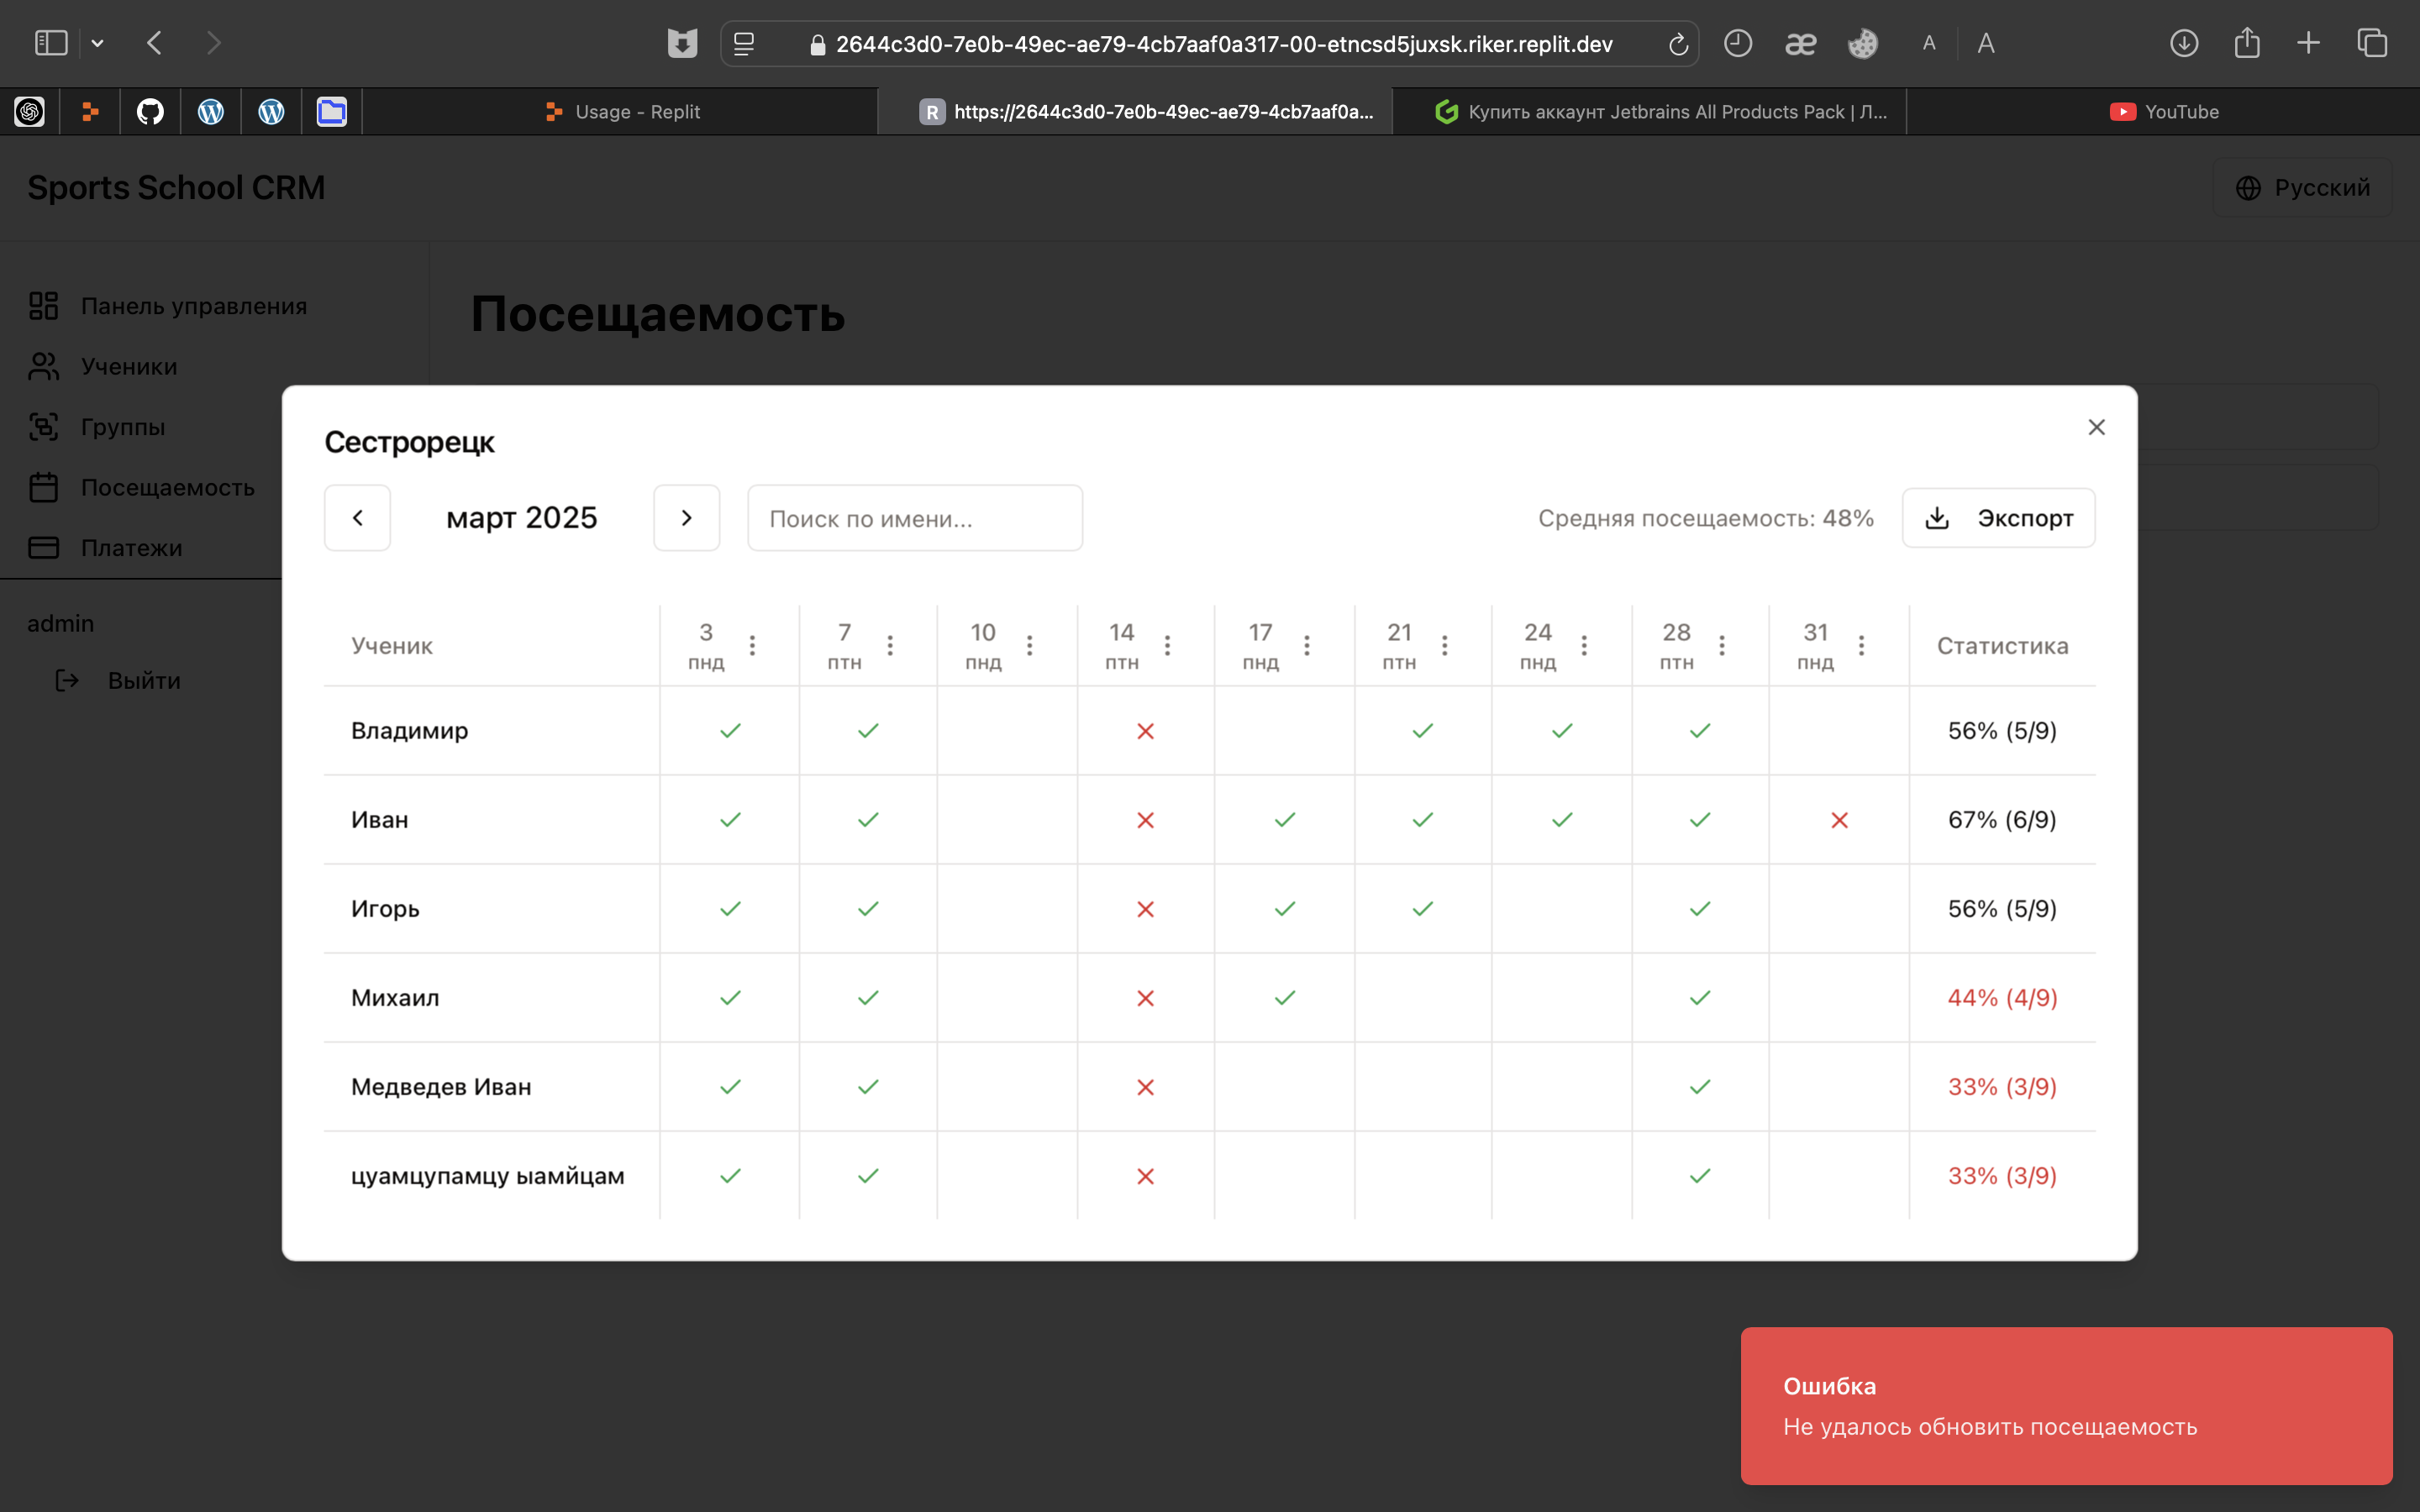 2644c3d0-7e0b-49ec-ae79-4cb7aaf0a317-00-etncsd5juxsk.riker.replit.dev
æ A A
Usage - Replit
R https://2644c3d0-7e0b-49ec-ae79-4cb7aaf0a...
Купить аккаунт Jetbrains All Products Pack | Л...
YouTube
Sports School CRM
Русский
Панель управления
Ученики
Группы
Посещаемость
Платежи
admin
Выйти
Посещаемость
Сестрорецк
март 2025
Поиск по имени...
Средняя посещаемость: 48%
Экспорт
Ученик 3 пнд 7 птн 10 пнд 14 птн 17 пнд 21 птн 24 пнд 28 птн 31 пнд Статистика
Владимир 56% (5/9)
Иван 67% (6/9)
Игорь 56% (5/9)
Михаил 44% (4/9)
Медведев Иван 33% (3/9)
цуамцупамцу ыамйцам 33% (3/9)
Ошибка
Не удалось обновить посещаемость